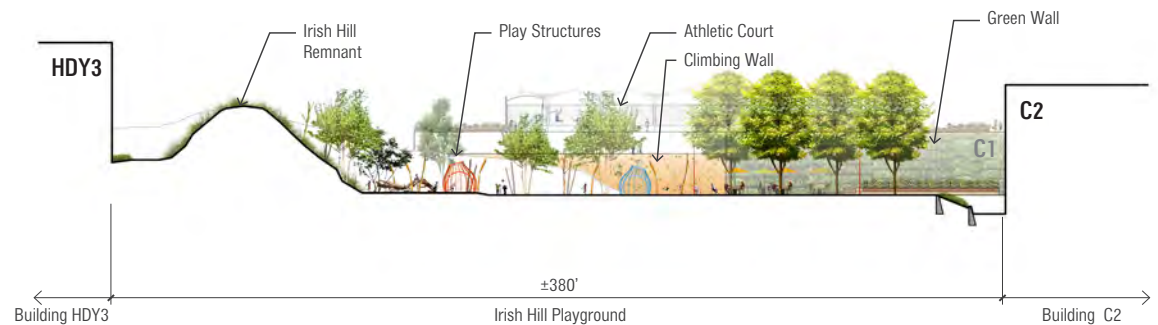 Irish Hill
Remnant
Play Structures
Athletic Court
Climbing Wall
Green Wall
HDY3
C2
C1
±380'
Building HDY3
Irish Hill Playground
Building C2